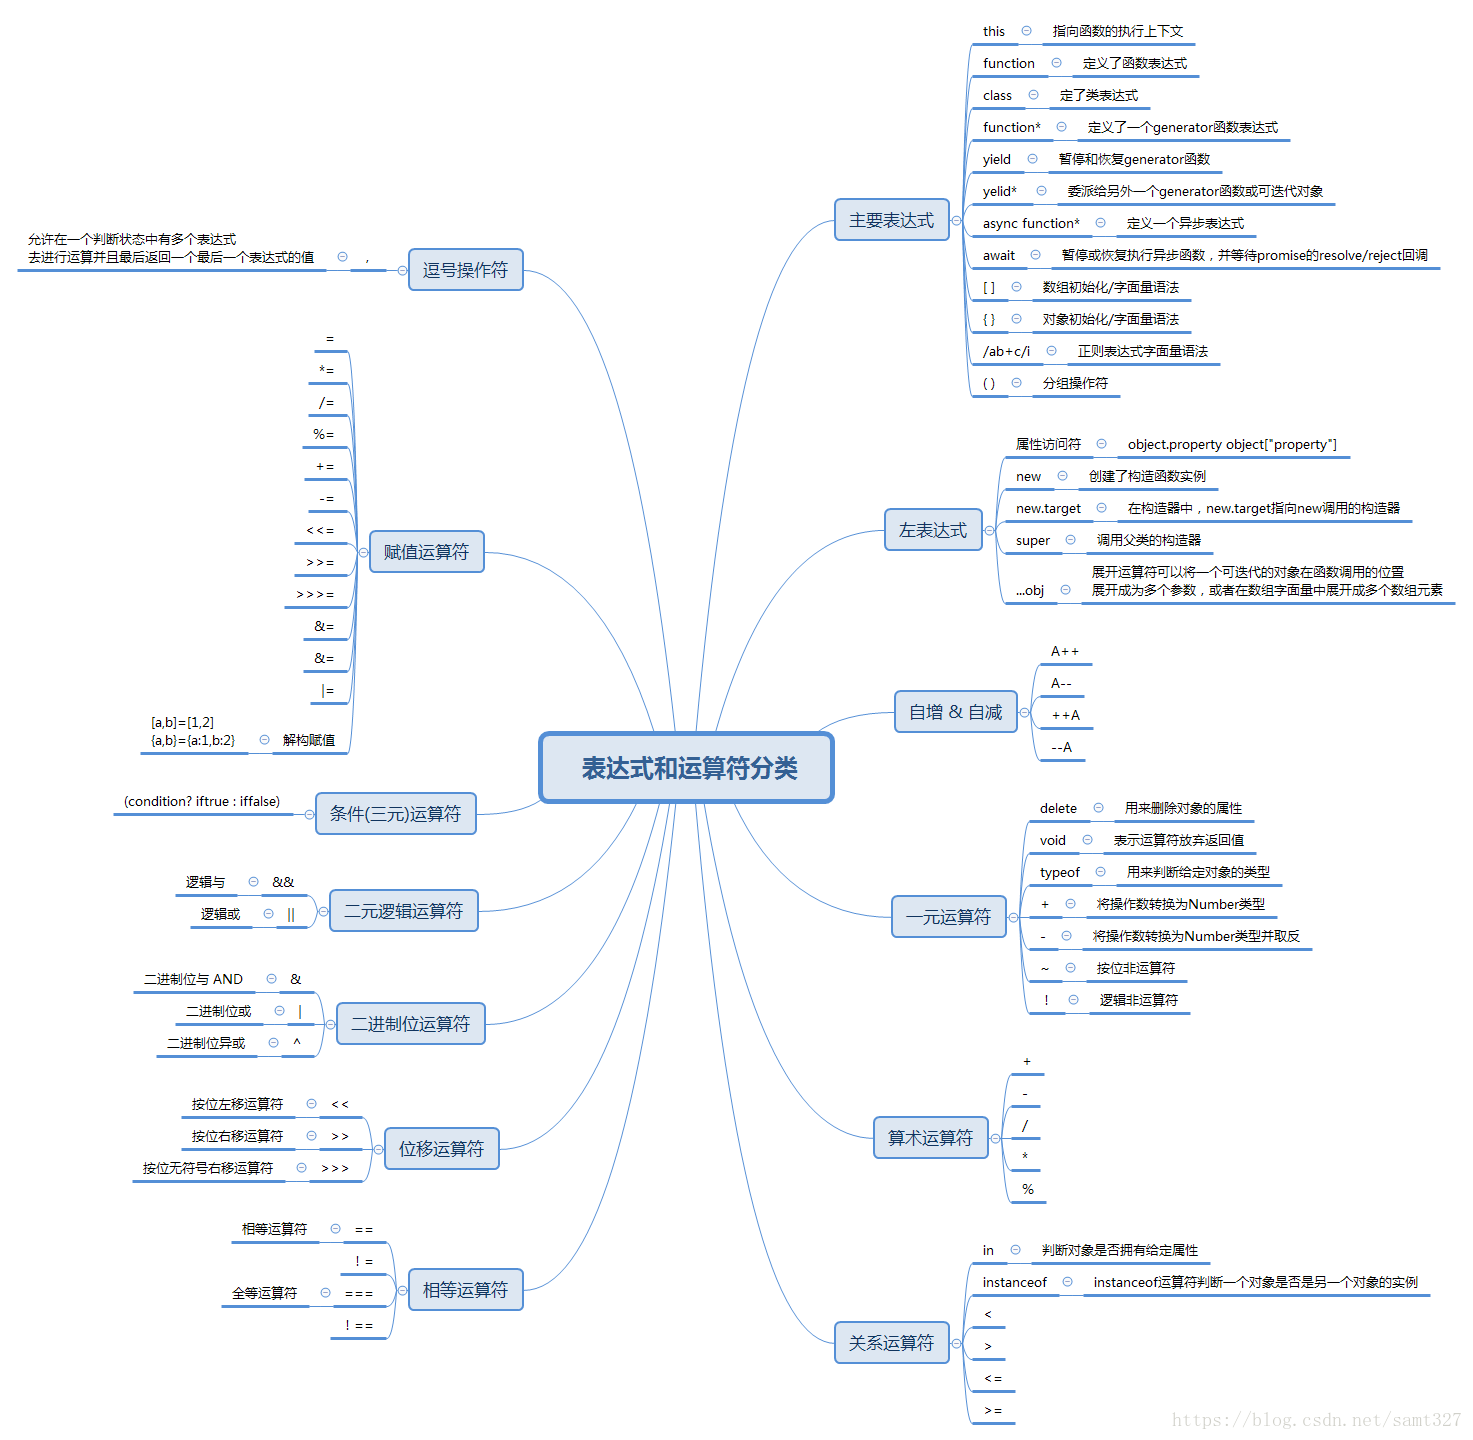 表达式和运算符分类
主要表达式
this
指向函数的执行上下文
function
定义了函数表达式
class
定了类表达式
function*
定义了一个generator函数表达式
yield
暂停和恢复generator函数
yelid*
委派给另外一个generator函数或可迭代对象
async function*
定义一个异步表达式
await
暂停或恢复执行异步函数，并等待promise的resolve/reject回调
[ ]
数组初始化/字面量语法
{ }
对象初始化/字面量语法
/ab+c/i
正则表达式字面量语法
( )
分组操作符
左表达式
属性访问符
object.property object["property"]
new
创建了构造函数实例
new.target
在构造器中，new.target指向new调用的构造器
super
调用父类的构造器
...obj
展开运算符可以将一个可迭代的对象在函数调用的位置
展开成为多个参数，或者在数组字面量中展开成多个数组元素
自增 & 自减
A++
A--
++A
--A
一元运算符
delete
用来删除对象的属性
void
表示运算符放弃返回值
typeof
用来判断给定对象的类型
+
将操作数转换为Number类型
-
将操作数转换为Number类型并取反
~
按位非运算符
!
逻辑非运算符
算术运算符
+
-
/
*
%
关系运算符
in
判断对象是否拥有给定属性
instanceof
instanceof运算符判断一个对象是否是另一个对象的实例
<
>
<=
>=
逗号操作符
,
允许在一个判断状态中有多个表达式
去进行运算并且最后返回一个最后一个表达式的值
赋值运算符
=
*=
/=
%=
+=
-=
<<=
>>=
>>>=
&=
&=
|=
解构赋值
[a,b]=[1,2]
{a,b}={a:1,b:2}
条件(三元)运算符
(condition? iftrue : iffalse)
二元逻辑运算符
&&
逻辑与
||
逻辑或
二进制位运算符
&
二进制位与 AND
|
二进制位或
^
二进制位异或
位移运算符
<<
按位左移运算符
>>
按位右移运算符
>>>
按位无符号右移运算符
相等运算符
==
相等运算符
! =
===
全等运算符
! ==
https://blog.csdn.net/samt327